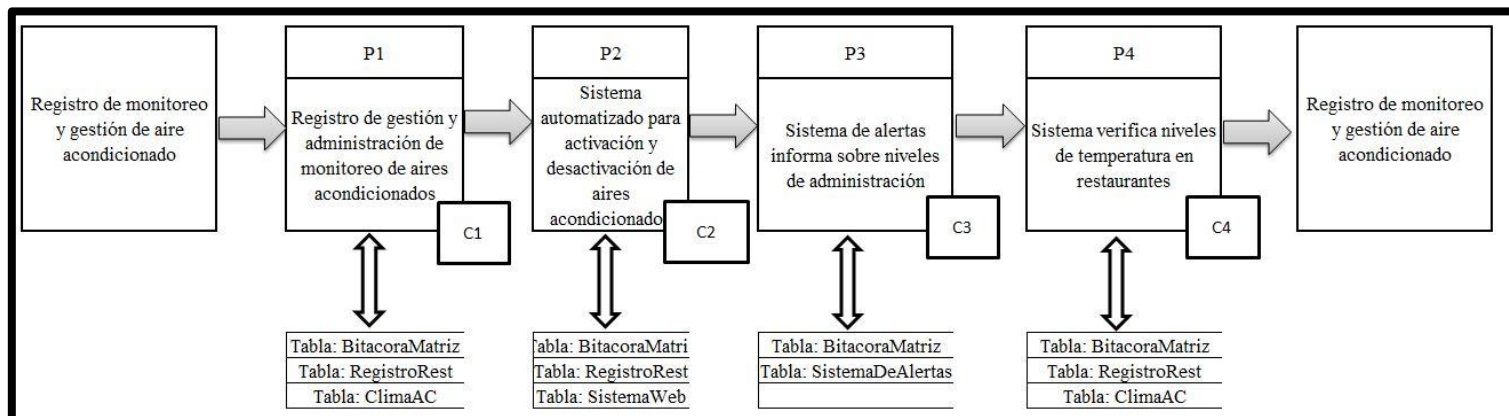 Registro de monitoreo
y gestión de aire
acondicionado
P1
Registro de gestión y
administración de
monitoreo de aires
acondicionados
C1
P2
Sistema
automatizado para
activación y
desactivación de
aires
acondicionado
C2
P3
Sistema de alertas
informa sobre niveles
de administración
C3
P4
Sistema verifica niveles
de temperatura en
restaurantes
C4
Registro de monitoreo
y gestión de aire
acondicionado
Tabla: BitacoraMatriz
Tabla: RegistroRest
Tabla: ClimaAC
Tabla: BitacoraMatri
Tabla: RegistroRest
Tabla: SistemaWeb
Tabla: BitacoraMatriz
Tabla: SistemaDeAlertas
Tabla: BitacoraMatriz
Tabla: RegistroRest
Tabla: ClimaAC